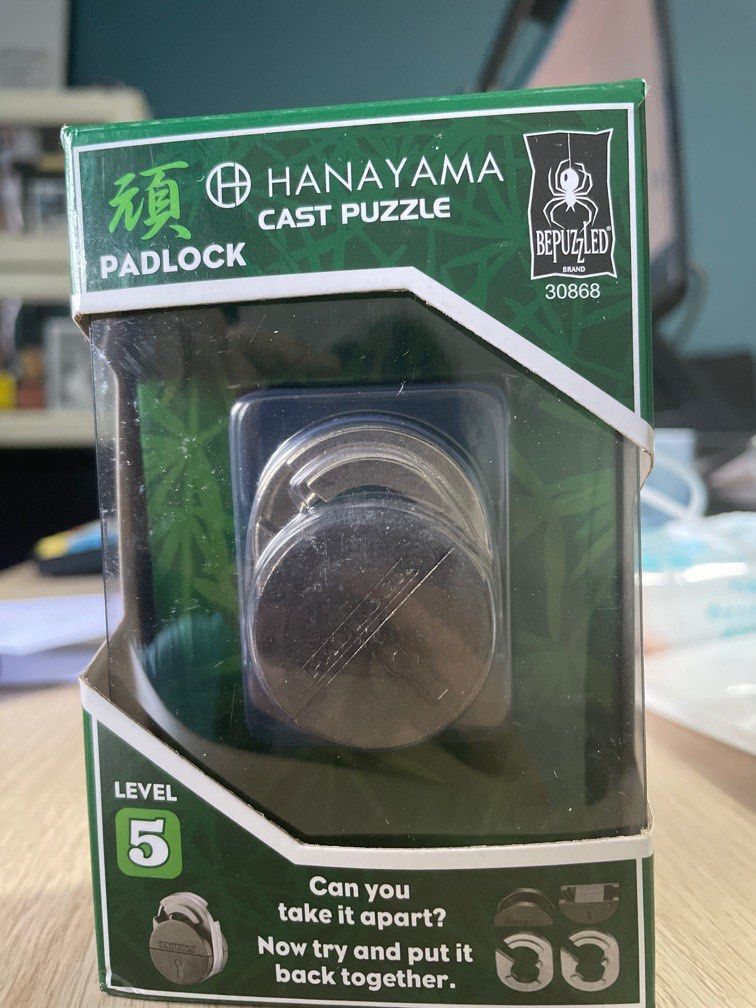 頑
HANAYAMA
CAST PUZZLE
PADLOCK
BEPUZZLED®
BRAND
30868
PADLOCK
LEVEL
5
Can you
take it apart?
Now try and put it
back together.